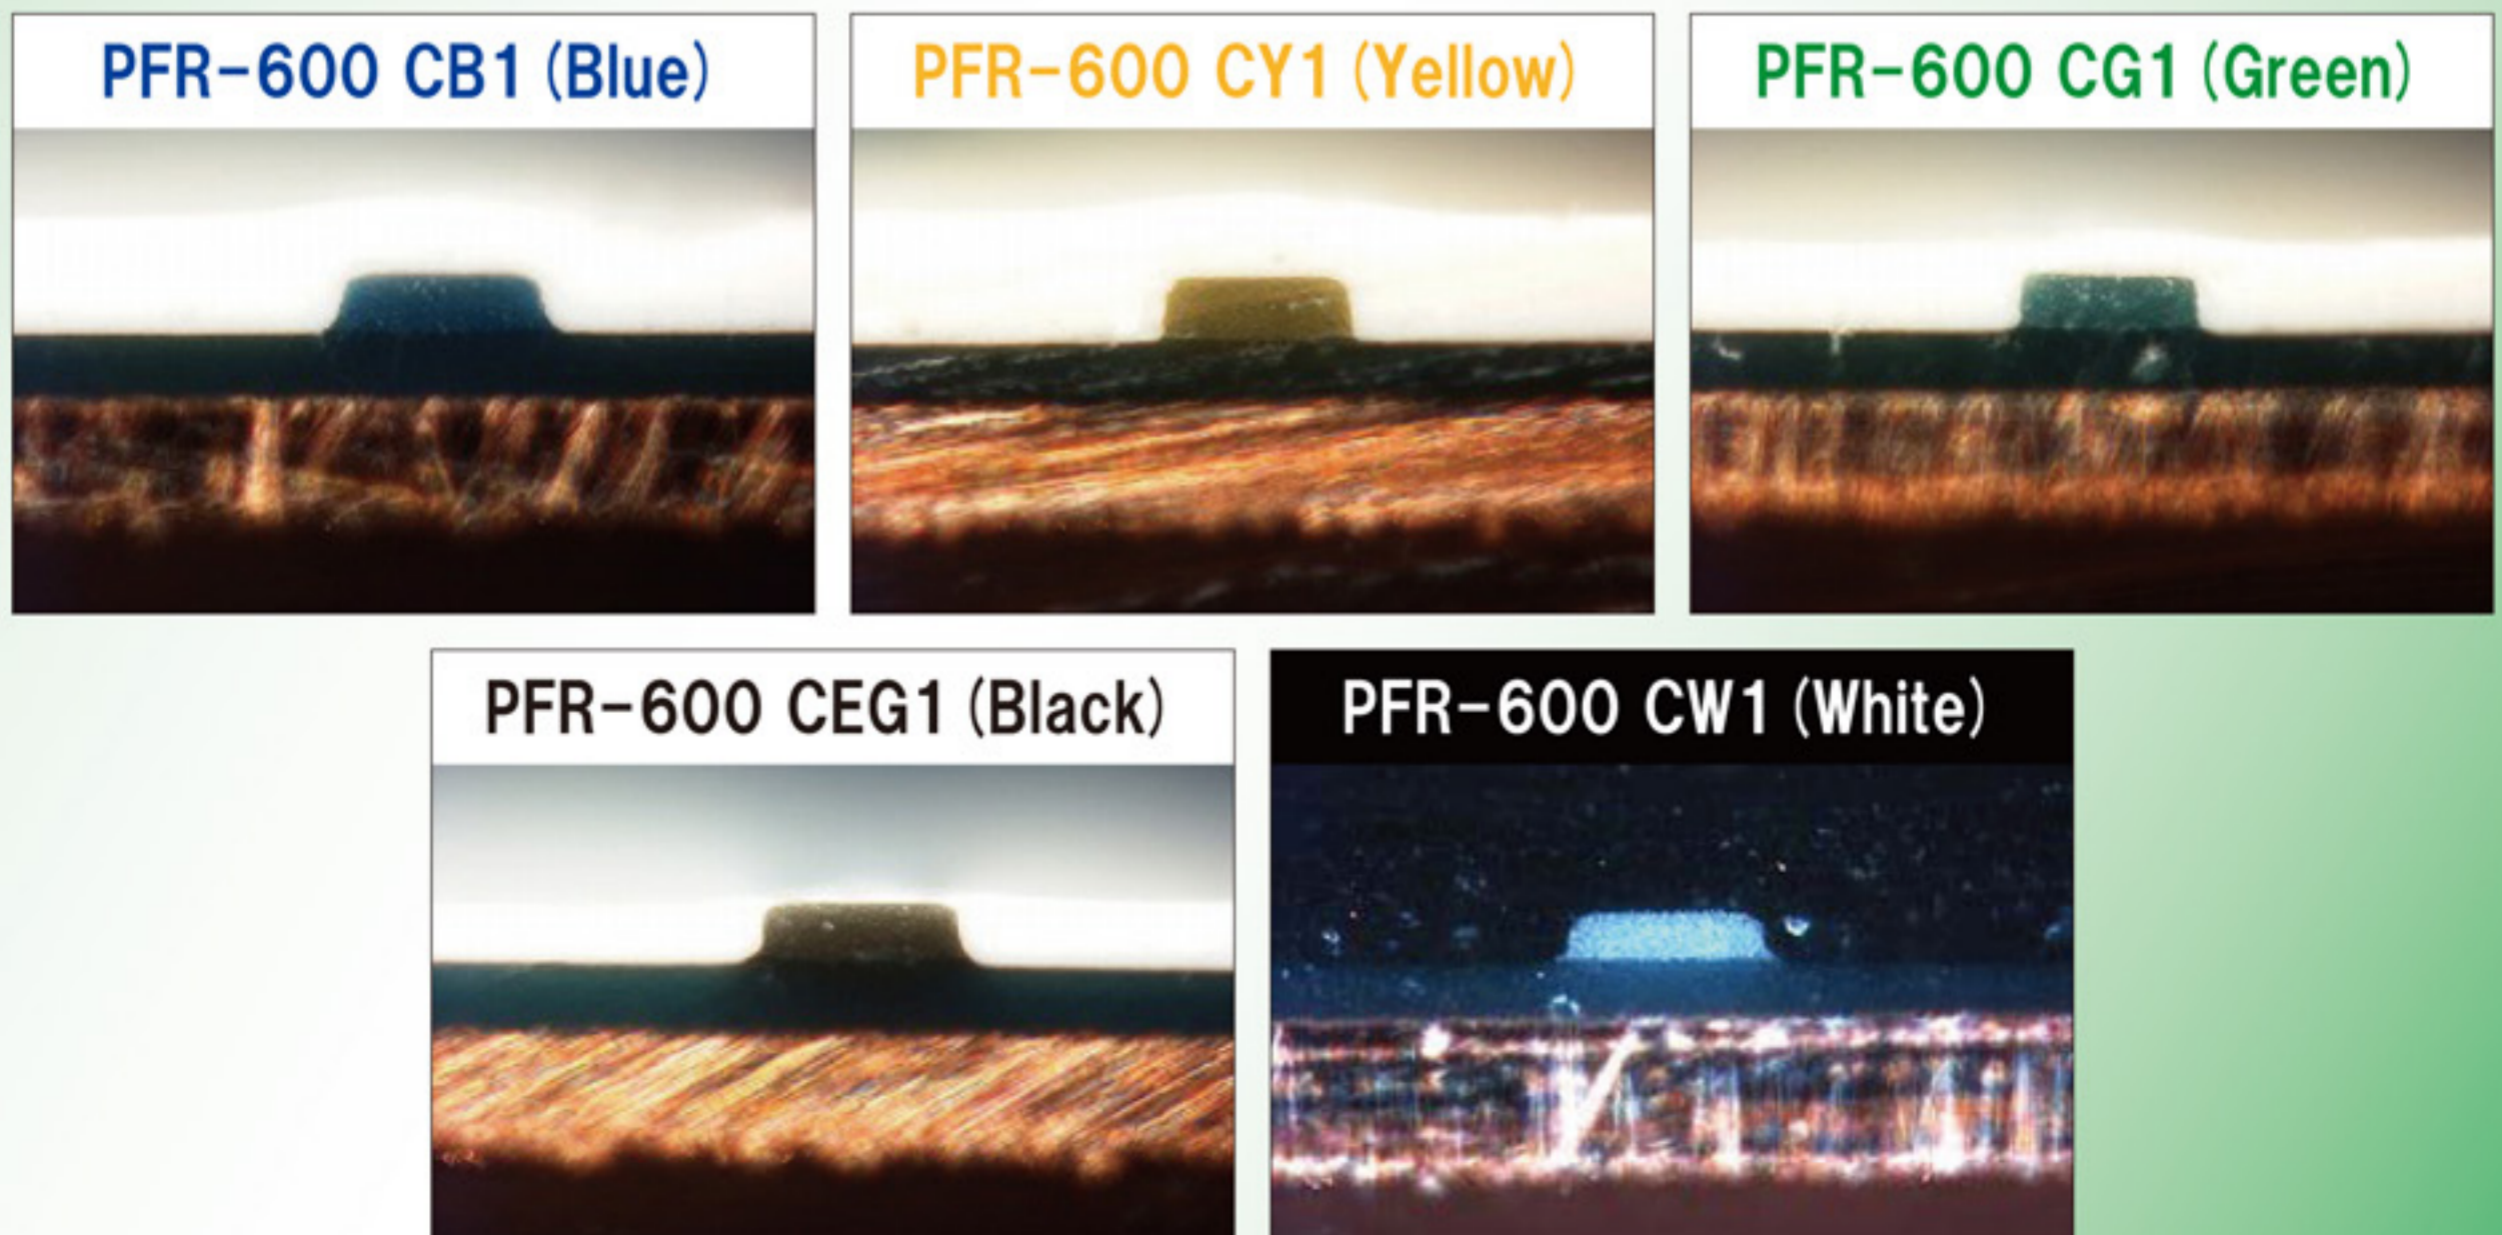 PFR-600 CB1 (Blue)
PFR-600 CY1 (Yellow)
PFR-600 CG1 (Green)
PFR-600 CEG1 (Black)
PFR-600 CW1 (White)